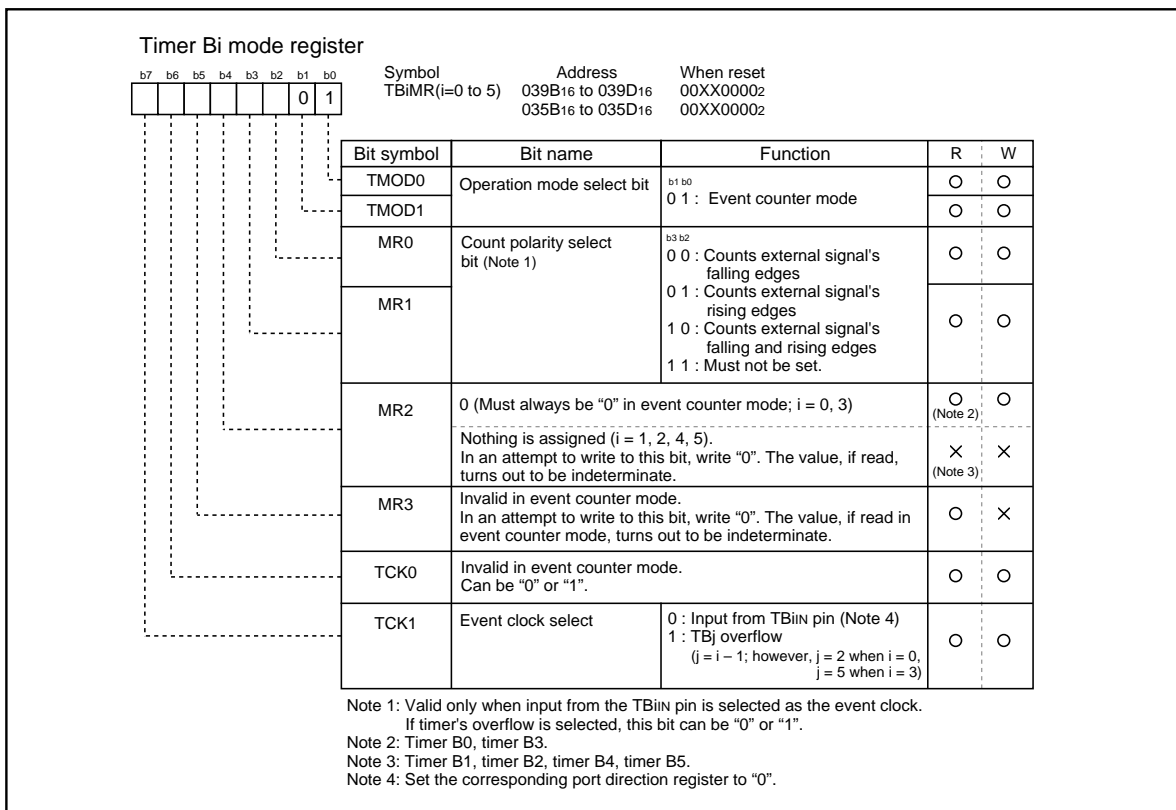 Timer Bi mode register
b7 b6 b5 b4 b3 b2 b1 b0
0 1
Symbol Address When reset
TBiMR(i=0 to 5) 039B16 to 039D16 00XX00002
035B16 to 035D16 00XX00002
Bit symbol Bit name Function R W
TMOD0 Operation mode select bit b1 b0
0 1 : Event counter mode
TMOD1
MR0 Count polarity select
bit (Note 1)
b3 b2
0 0 : Counts external signal's
falling edges
0 1 : Counts external signal's
rising edges
MR1
1 0 : Counts external signal's
falling and rising edges
1 1 : Must not be set.
MR2 0 (Must always be “0” in event counter mode; i = 0, 3)
(Note 2)
Nothing is assigned (i = 1, 2, 4, 5).
In an attempt to write to this bit, write “0”. The value, if read,
turns out to be indeterminate.
(Note 3)
MR3 Invalid in event counter mode.
In an attempt to write to this bit, write “0”. The value, if read in
event counter mode, turns out to be indeterminate.
TCK0 Invalid in event counter mode.
Can be “0” or “1”.
TCK1 Event clock select 0 : Input from TBiIN pin (Note 4)
1 : TBj overflow
(j = i – 1; however, j = 2 when i = 0,
j = 5 when i = 3)
Note 1: Valid only when input from the TBiIN pin is selected as the event clock.
If timer's overflow is selected, this bit can be “0” or “1”.
Note 2: Timer B0, timer B3.
Note 3: Timer B1, timer B2, timer B4, timer B5.
Note 4: Set the corresponding port direction register to “0”.